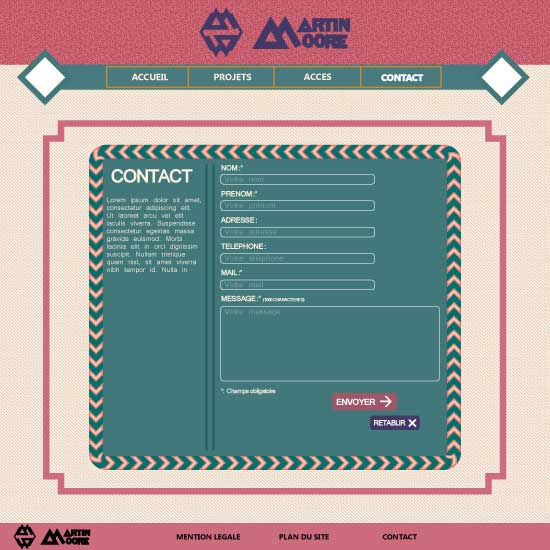 MARTIN
MOORE
ACCUEIL
PROJETS
ACCES
CONTACT
CONTACT
Lorem ipsum dolor sit amet,
consectetur adipiscing elit.
Ut laoreet arcu vel elit
iaculis viverra. Suspendisse
consectetur egestas massa
gravida euismod. Morbi
lacinia elit in orci dignissim
suscipit. Nullam tristique
quam nisl, sit amet viverra
nibh tempor id. Nulla in
NOM :*
Votre nom
PRENOM :*
Votre prénom
ADRESSE :
Votre adresse
TELEPHONE :
Votre téléphone
MAIL :*
Votre mail
MESSAGE : *
Votre message
*: Champs obligatoire
ENVOYER
RETABLIR
MARTIN
MOORE
MENTION LEGALE
PLAN DU SITE
CONTACT